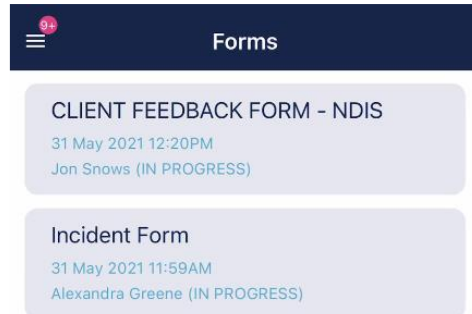 9+
Forms
CLIENT FEEDBACK FORM - NDIS
31 May 2021 12:20PM
Jon Snows (IN PROGRESS)
Incident Form
31 May 2021 11:59AM
Alexandra Greene (IN PROGRESS)